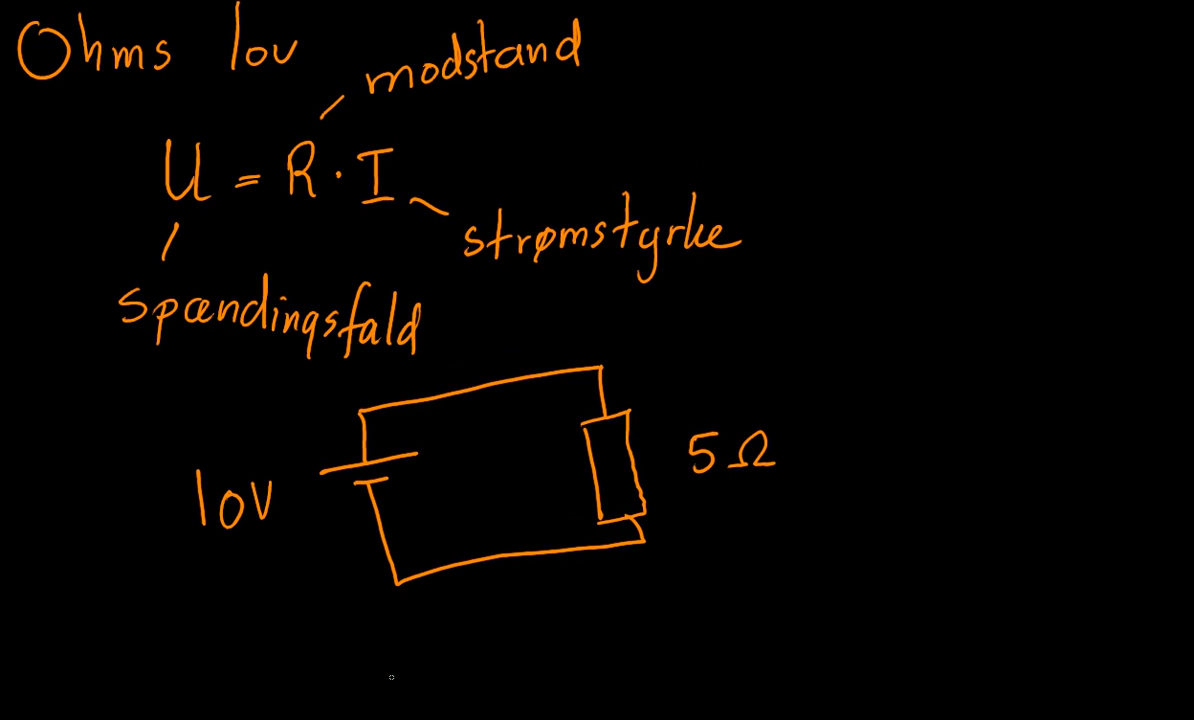 Ohms lov
modstand
U = R · I
strømstyrke
spændingsfald
10V
5Ω